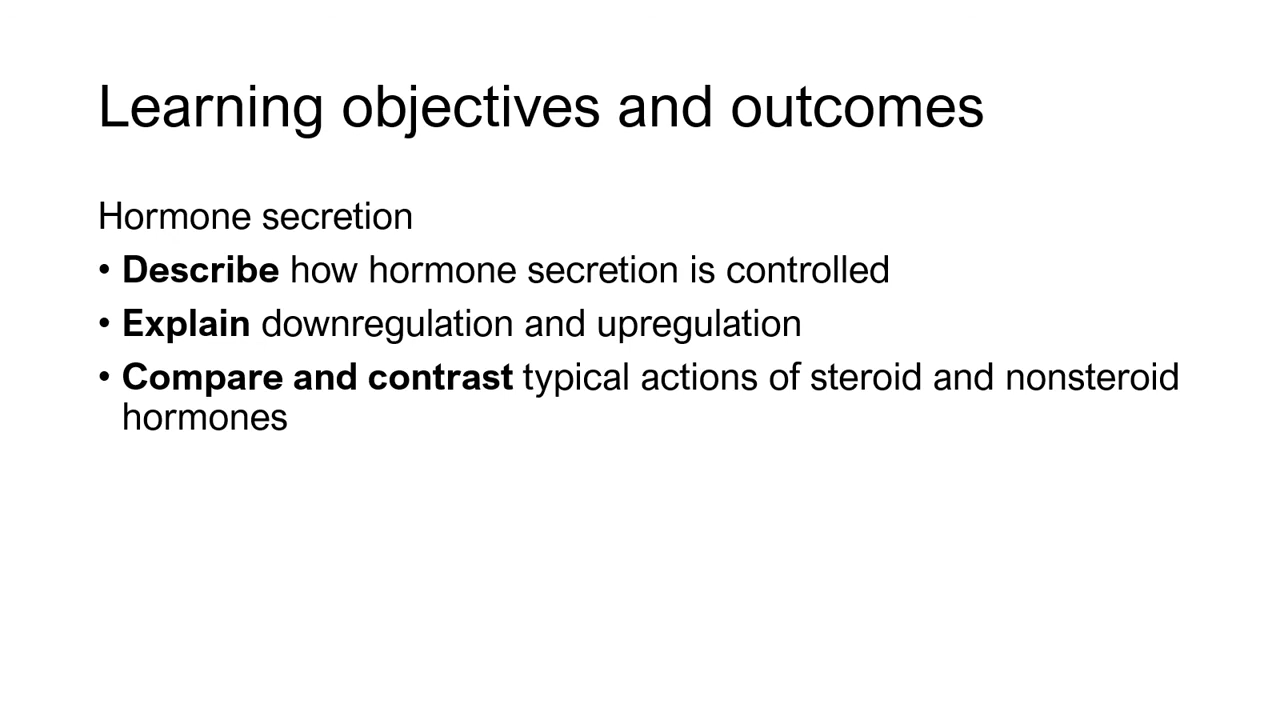 Learning objectives and outcomes
Hormone secretion
• Describe how hormone secretion is controlled
• Explain downregulation and upregulation
• Compare and contrast typical actions of steroid and nonsteroid
hormones